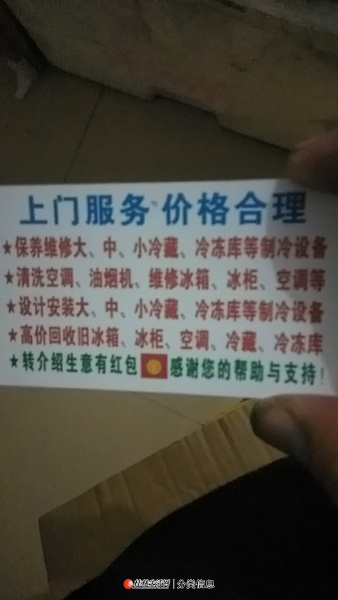 上门服务 价格合理
★保养维修大、中、小冷藏、冷冻库等制冷设备
★清洗空调、油烟机、维修冰箱、冰柜、空调等
★设计安装大、中、小冷藏、冷冻库等制冷设备
★高价回收旧冰箱、冰柜、空调、冷藏、冷冻库
★转介绍生意有红包 感谢您的帮助与支持!
分类信息